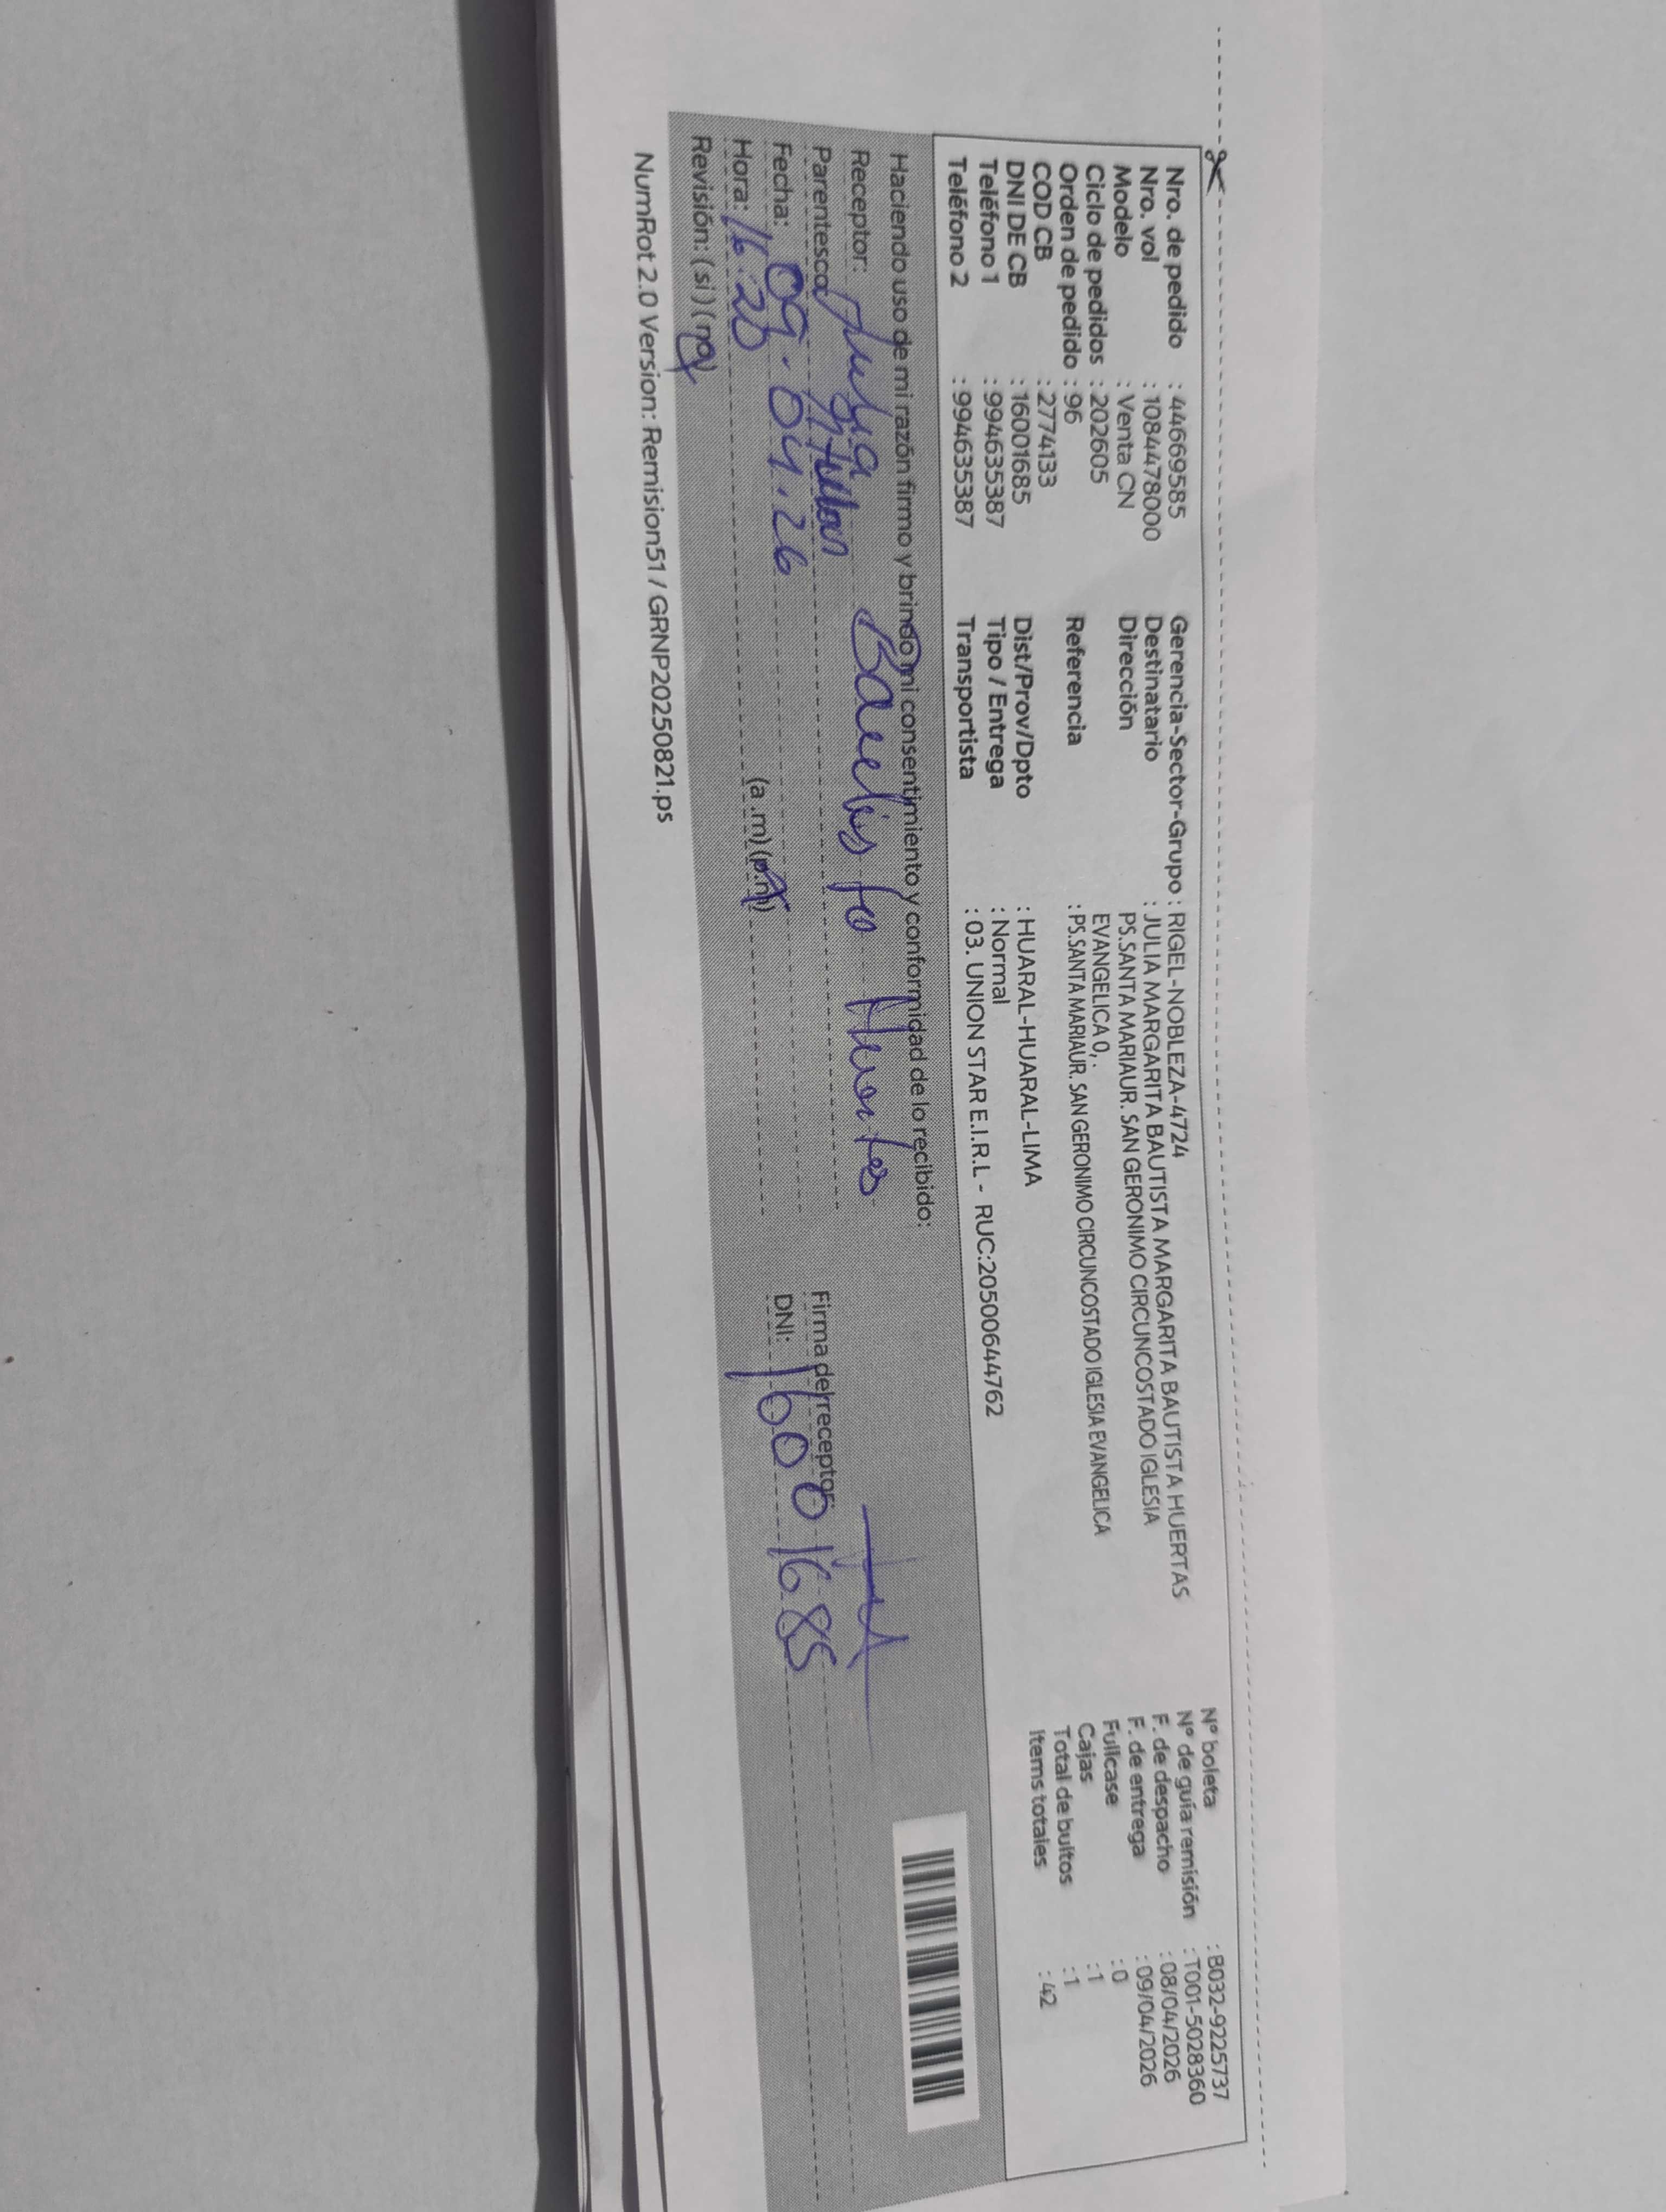 Nro. de pedido : 44669585
Nro. vol : 1084478000
Modelo : Venta CN
Ciclo de pedidos : 202605
Orden de pedido : 96
COD CB : 2774133
DNI DE CB : 16001685
Teléfono 1 : 994635387
Teléfono 2 : 994635387
Gerencia-Sector-Grupo : RIGEL-NOBLEZA-4724
Destinatario : JULIA MARGARITA BAUTISTA MARGARITA BAUTISTA HUERTAS
Dirección PS.SANTA MARIAUR. SAN GERONIMO CIRCUNCOSTADO IGLESIA
EVANGELICA 0, .
Referencia : PS.SANTA MARIAUR. SAN GERONIMO CIRCUNCOSTADO IGLESIA EVANGELICA
Dist/Prov/Dpto : HUARAL-HUARAL-LIMA
Tipo / Entrega : Normal
Transportista : 03. UNION STAR E.I.R.L - RUC:20500644762
N° boleta : B032-9225737
N° de guía remisión : T001-5028360
F. de despacho : 08/04/2026
F. de entrega : 09/04/2026
Fullcase : 0
Cajas : 1
Total de bultos : 1
Items totales : 42
Haciendo uso de mi razón firmo y brindo mi consentimiento y conformidad de lo recibido:
Receptor: Julia
Parentesco:
Fecha: 09.04.26
Hora: 16:20 (a.m) (p.m)
Revisión: (si) (no)
Firma del receptor:
DNI: 16001685
NumRot 2.0 Version: Remision51 / GRNP20250821.ps